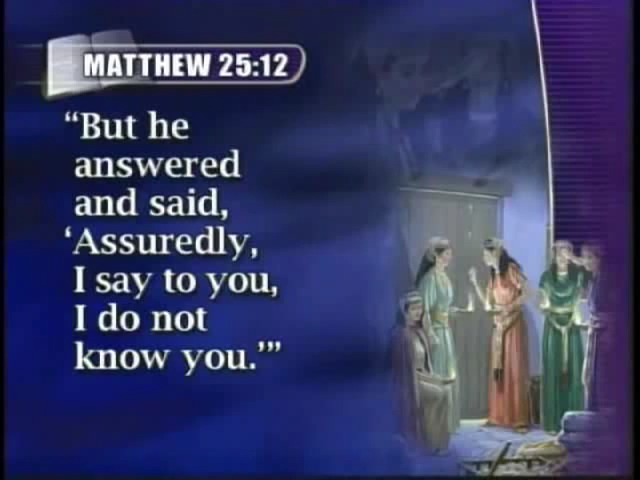 MATTHEW 25:12
“But he
answered
and said,
‘Assuredly,
I say to you,
I do not
know you.’”